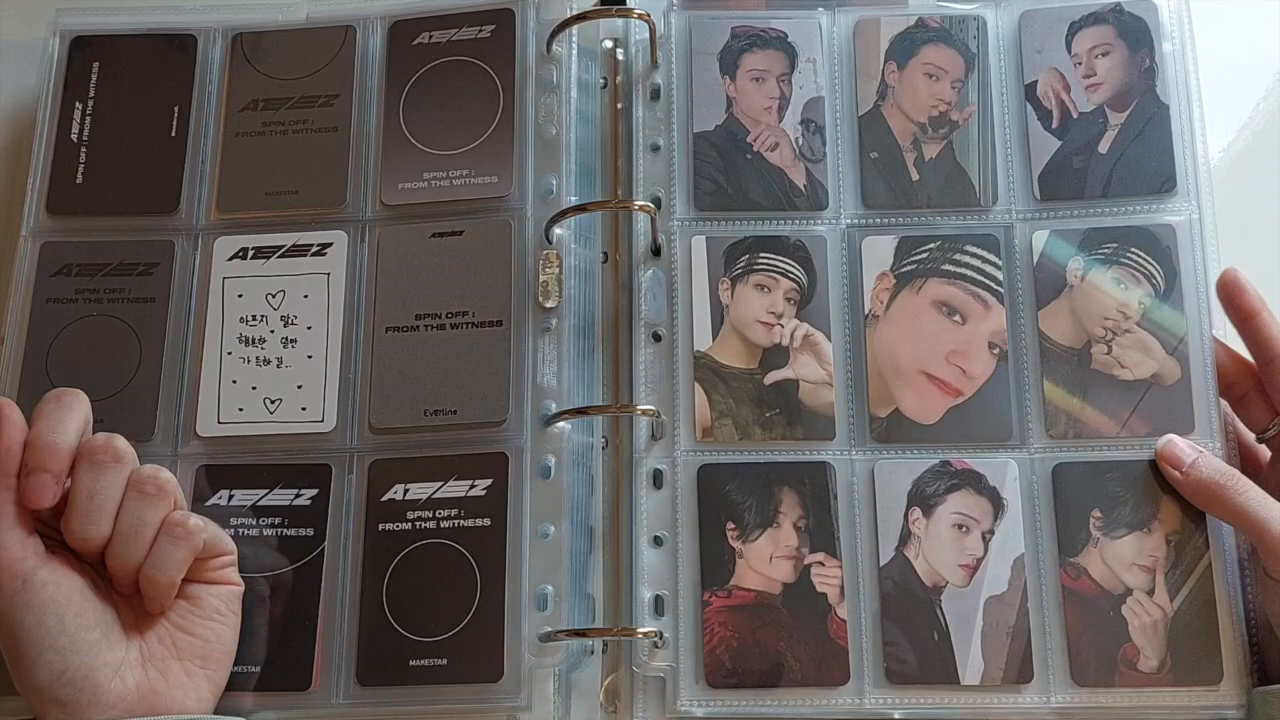 ATEEZ
SPIN OFF : FROM THE WITNESS
ATEEZ
SPIN OFF :
FROM THE WITNESS
MAKESTAR
ATEEZ
SPIN OFF :
FROM THE WITNESS
ATEEZ
SPIN OFF :
FROM THE WITNESS
ATEEZ
아프지 말고
행복한 일만
가득하길..
ATEEZ
SPIN OFF :
FROM THE WITNESS
Everline
ATEEZ
SPIN OFF :
M THE WITNESS
ATEEZ
SPIN OFF :
FROM THE WITNESS
MAKESTAR